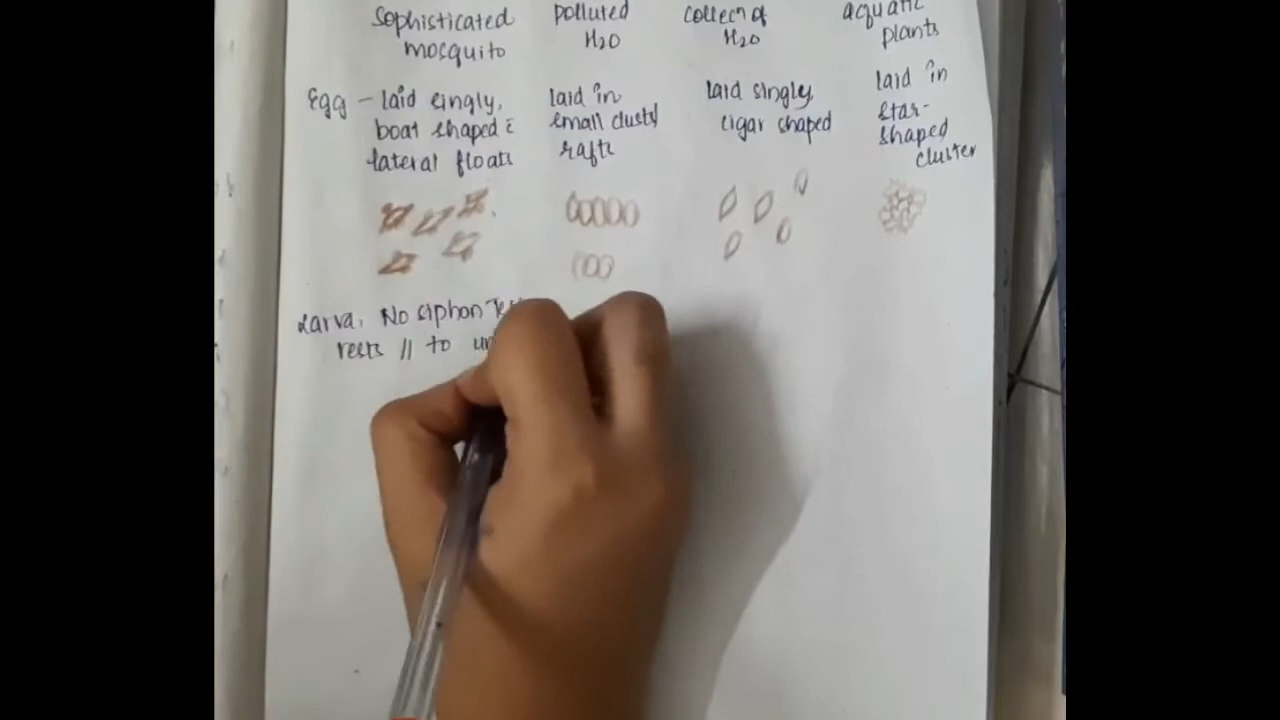 Sophisticated
mosquito
polluted
H2O
collecn of
H2O
aquatic
plants
Egg - laid singly,
boat shaped c̄
lateral floats
laid in
small clusts/
rafts
laid singly,
cigar shaped
laid in
star-
shaped
cluster
Larva. No siphon
rests // to